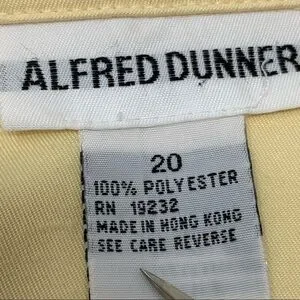 ALFRED DUNNER
20
100% POLYESTER
RN 19232
MADE IN HONG KONG
SEE CARE REVERSE